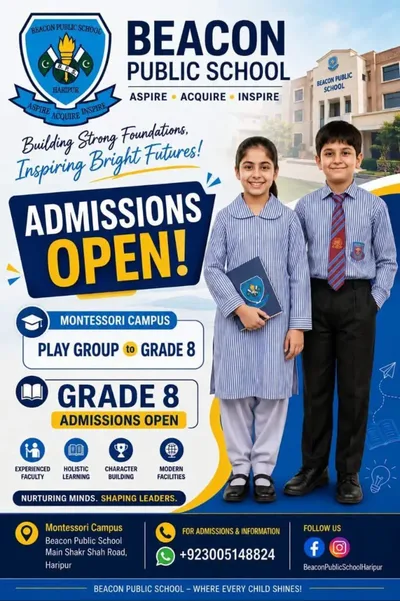 BEACON PUBLIC SCHOOL
B.P.S
HARIPUR
ASPIRE ACQUIRE INSPIRE
BEACON
PUBLIC SCHOOL
ASPIRE • ACQUIRE • INSPIRE
BEACON PUBLIC
SCHOOL
Building Strong Foundations,
Inspiring Bright Futures!
ADMISSIONS
OPEN!
MONTESSORI CAMPUS
PLAY GROUP to GRADE 8
GRADE 8
ADMISSIONS OPEN
EXPERIENCED
FACULTY
HOLISTIC
LEARNING
CHARACTER
BUILDING
MODERN
FACILITIES
NURTURING MINDS. SHAPING LEADERS.
Montessori Campus
Beacon Public School
Main Shakr Shah Road,
Haripur
FOR ADMISSIONS & INFORMATION
+923005148824
FOLLOW US
BeaconPublicSchoolHaripur
BEACON PUBLIC SCHOOL – WHERE EVERY CHILD SHINES!